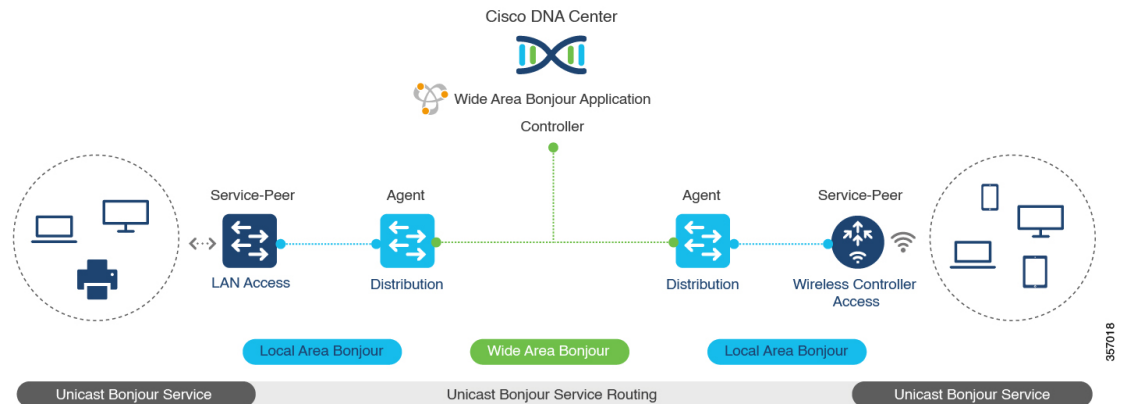 Cisco DNA Center
Wide Area Bonjour Application
Controller
Service-Peer
Agent
Agent
Service-Peer
LAN Access
Distribution
Distribution
Wireless Controller
Access
Local Area Bonjour
Wide Area Bonjour
Local Area Bonjour
357018
Unicast Bonjour Service
Unicast Bonjour Service Routing
Unicast Bonjour Service